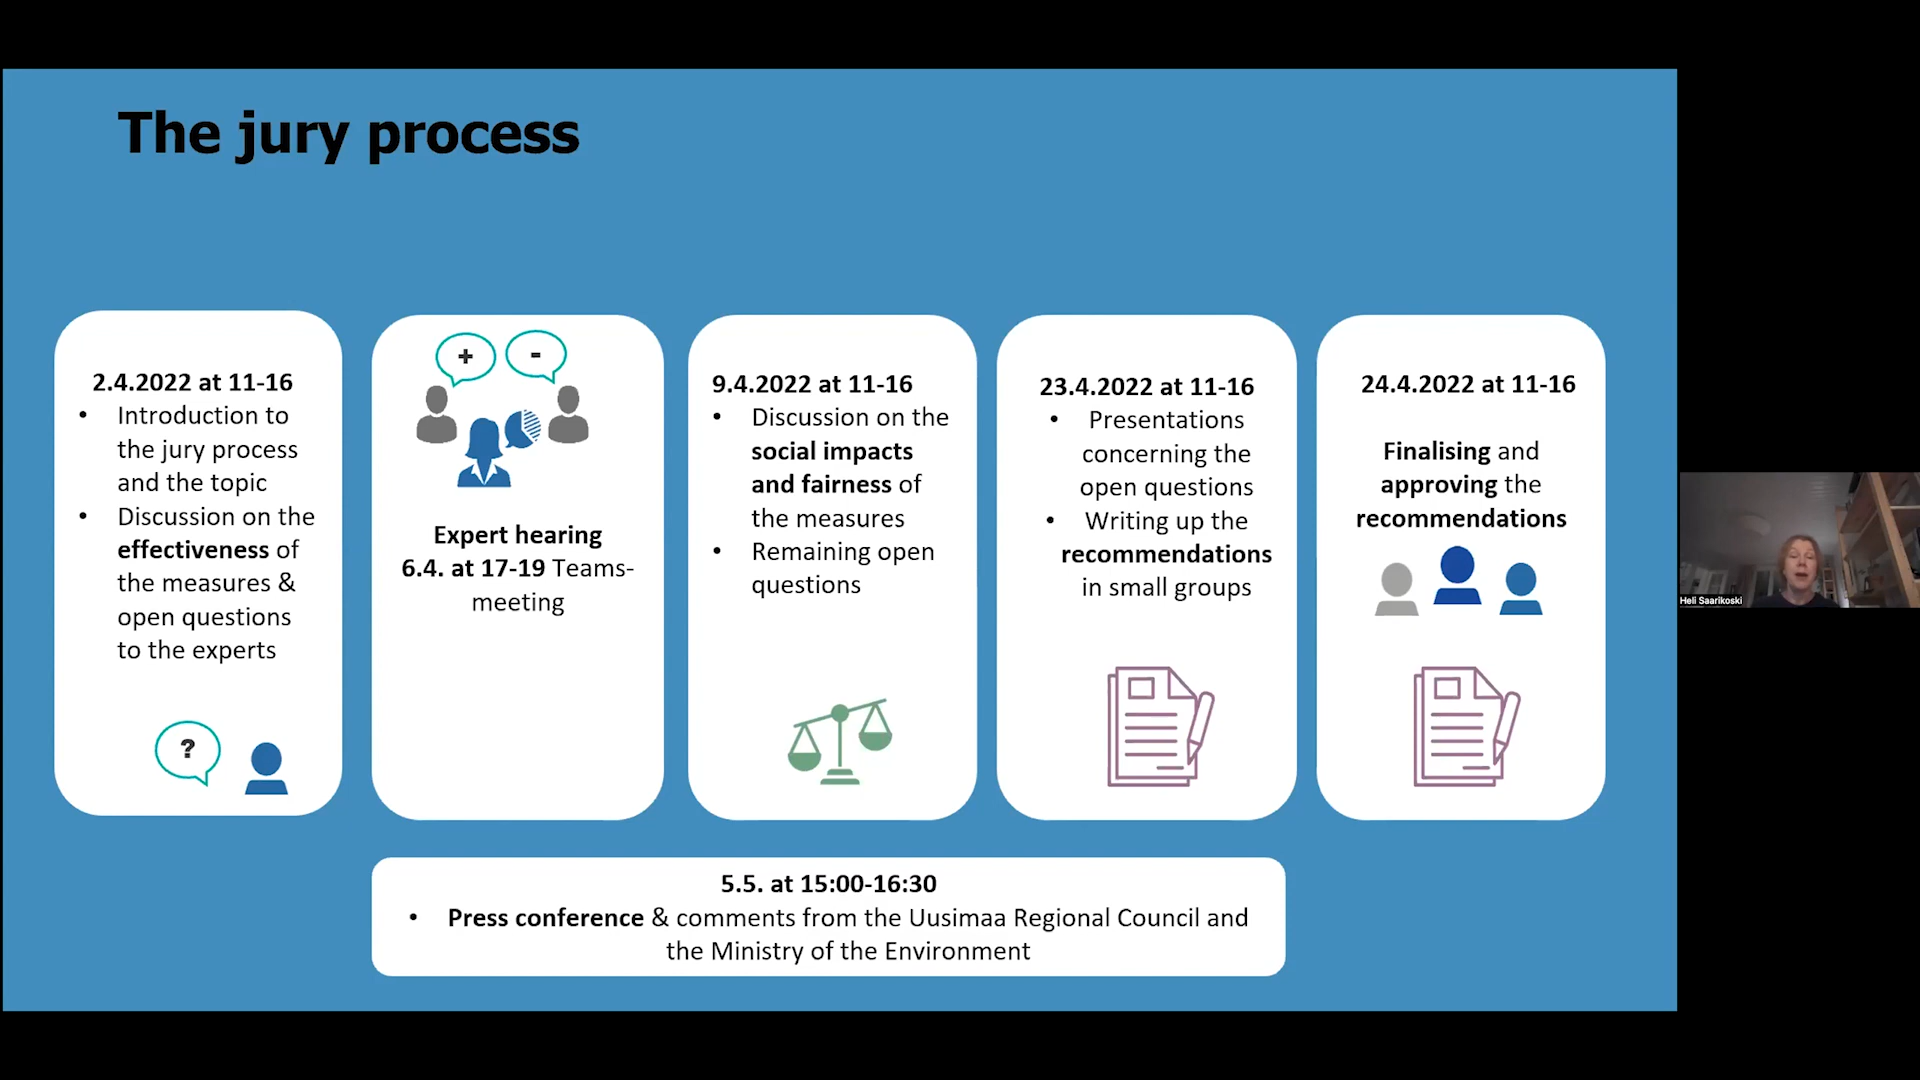 The jury process
2.4.2022 at 11-16
• Introduction to
the jury process
and the topic
• Discussion on the
effectiveness of
the measures &
open questions
to the experts
?
+
-
Expert hearing
6.4. at 17-19 Teams-
meeting
9.4.2022 at 11-16
• Discussion on the
social impacts
and fairness of
the measures
• Remaining open
questions
23.4.2022 at 11-16
• Presentations
concerning the
open questions
• Writing up the
recommendations
in small groups
24.4.2022 at 11-16
Finalising and
approving the
recommendations
5.5. at 15:00-16:30
• Press conference & comments from the Uusimaa Regional Council and
the Ministry of the Environment
Heli Saarikoski